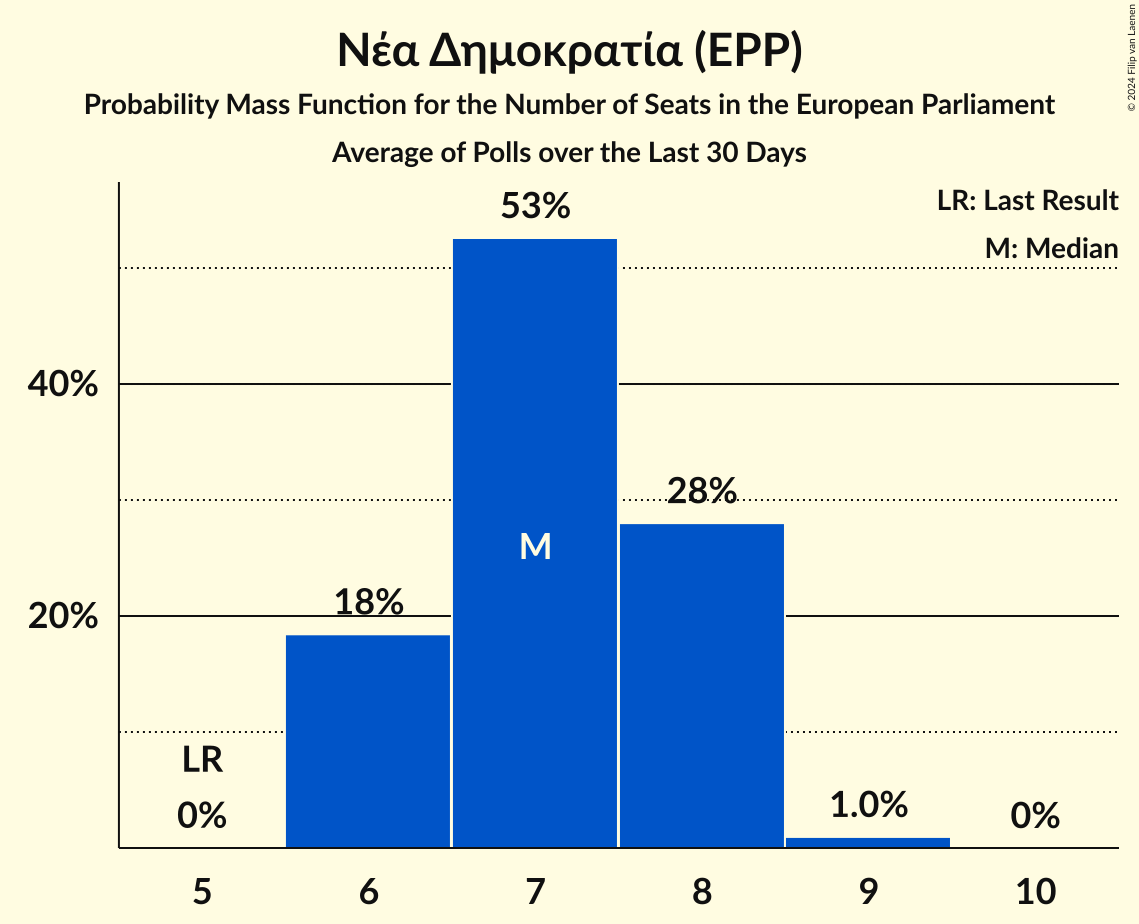 Νέα Δημοκρατία (EPP)
Probability Mass Function for the Number of Seats in the European Parliament
Average of Polls over the Last 30 Days
© 2024 Filip van Laenen
LR: Last Result
M: Median
53%
40%
28%
M
18%
20%
LR
0%
1.0%
0%
5 6 7 8 9 10